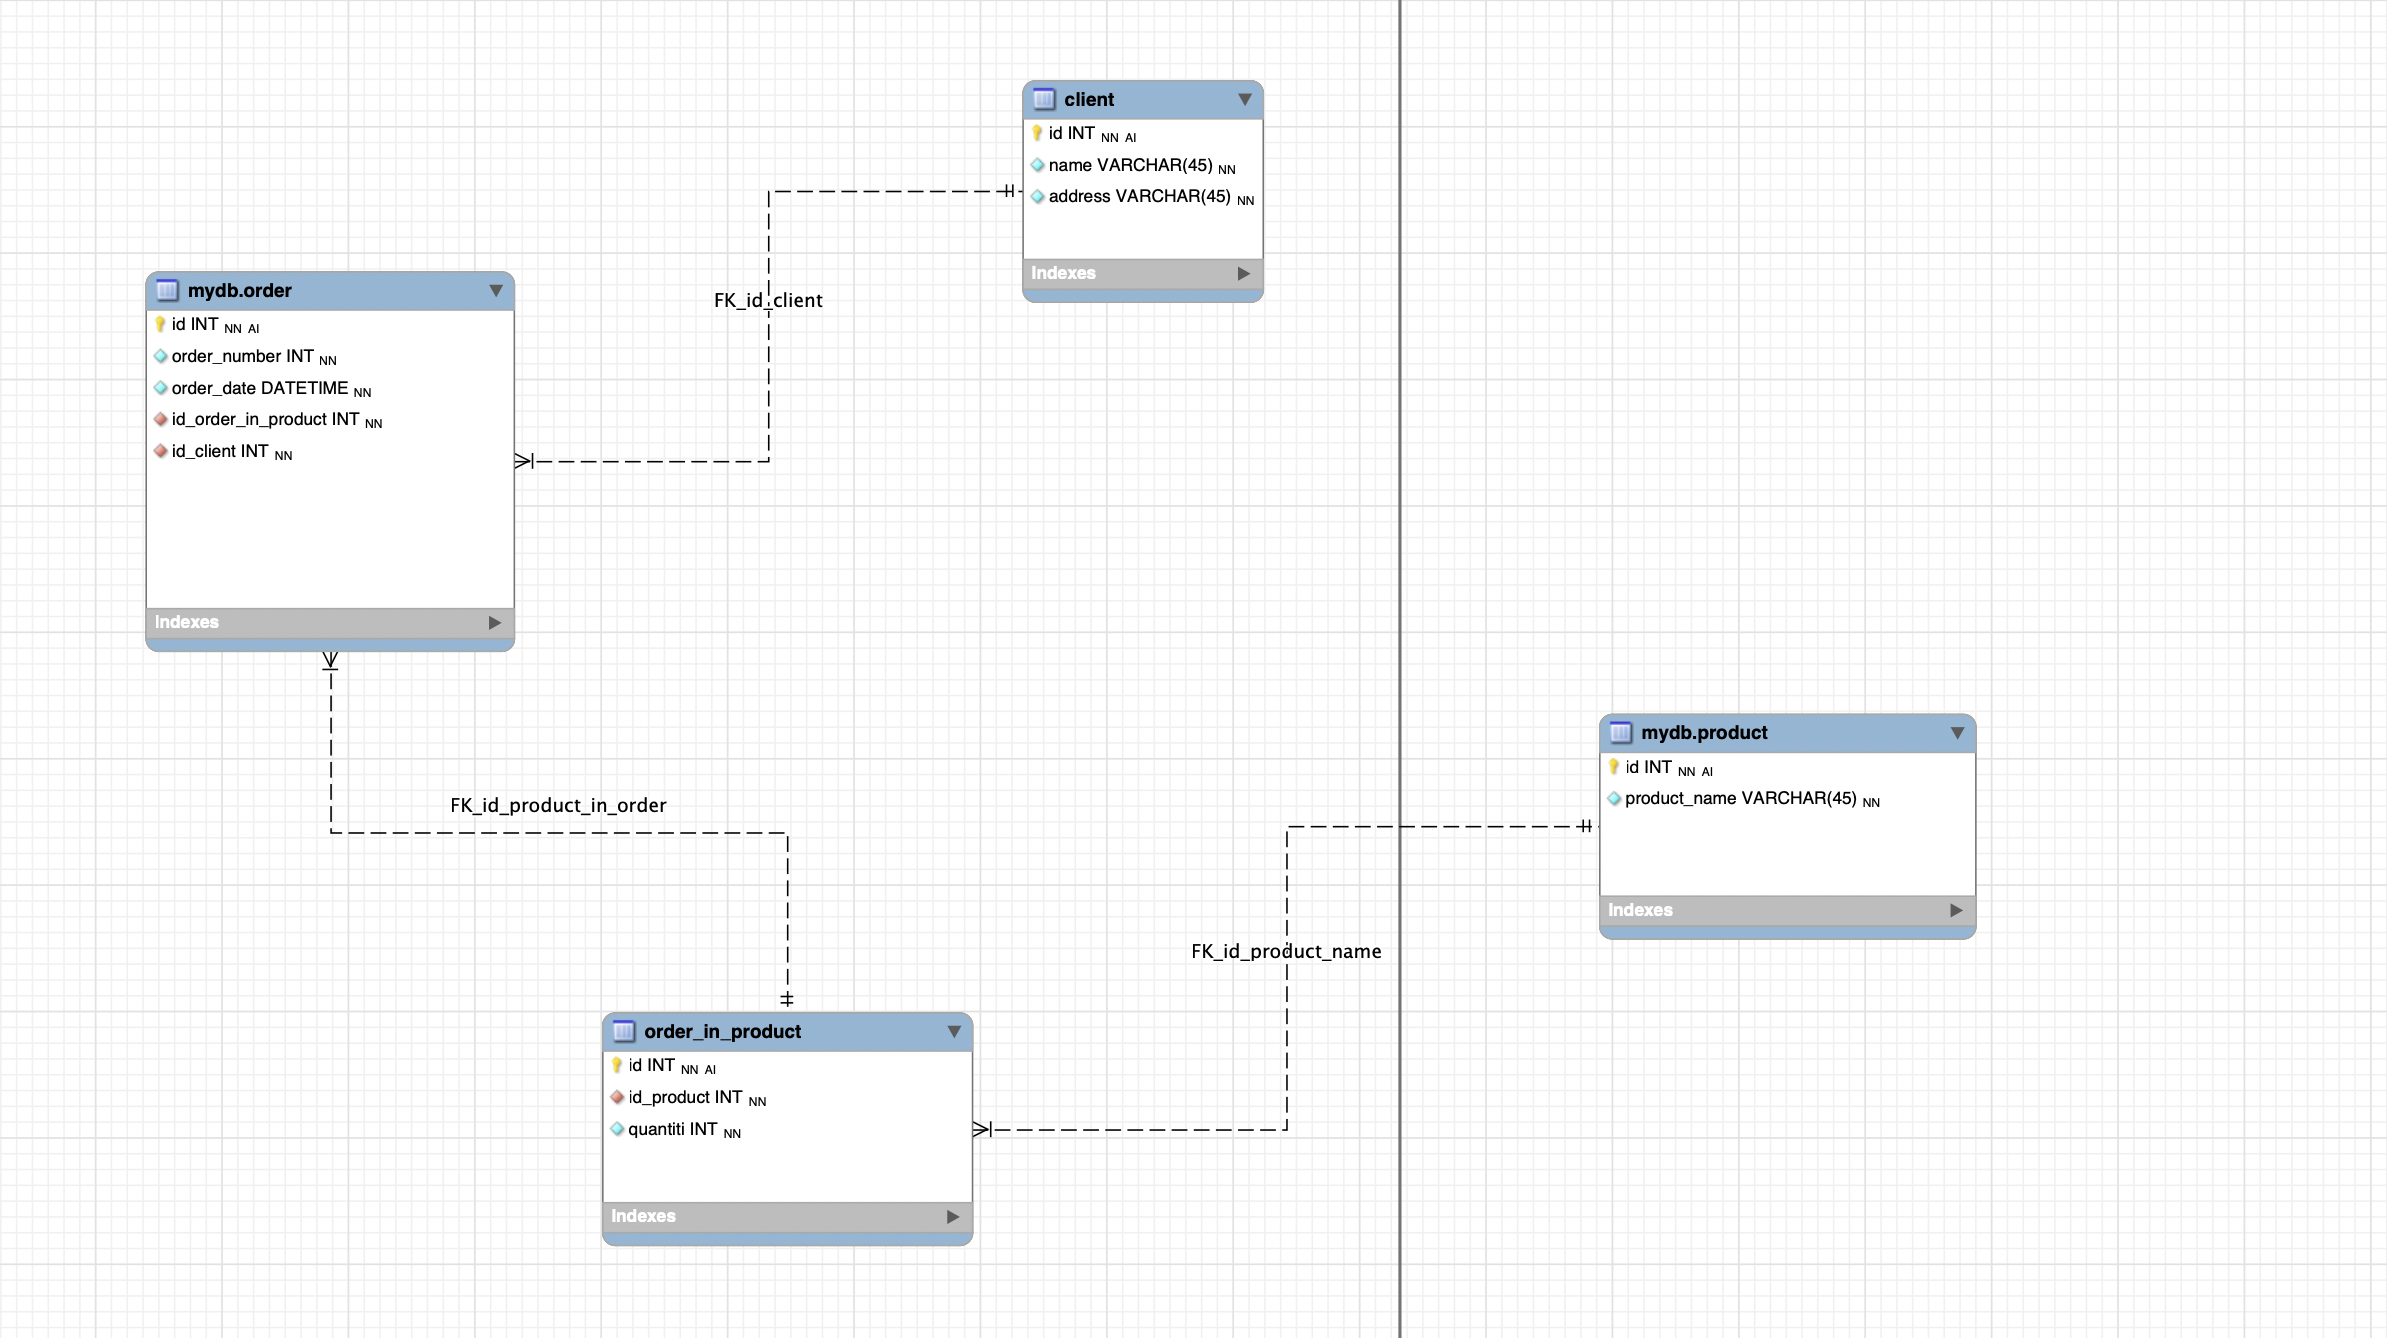 client
id INT NN AI
name VARCHAR(45) NN
address VARCHAR(45) NN
Indexes
mydb.order
id INT NN AI
order_number INT NN
order_date DATETIME NN
id_order_in_product INT NN
id_client INT NN
Indexes
FK_id_client
FK_id_product_in_order
mydb.product
id INT NN AI
product_name VARCHAR(45) NN
Indexes
FK_id_product_name
order_in_product
id INT NN AI
id_product INT NN
quantiti INT NN
Indexes